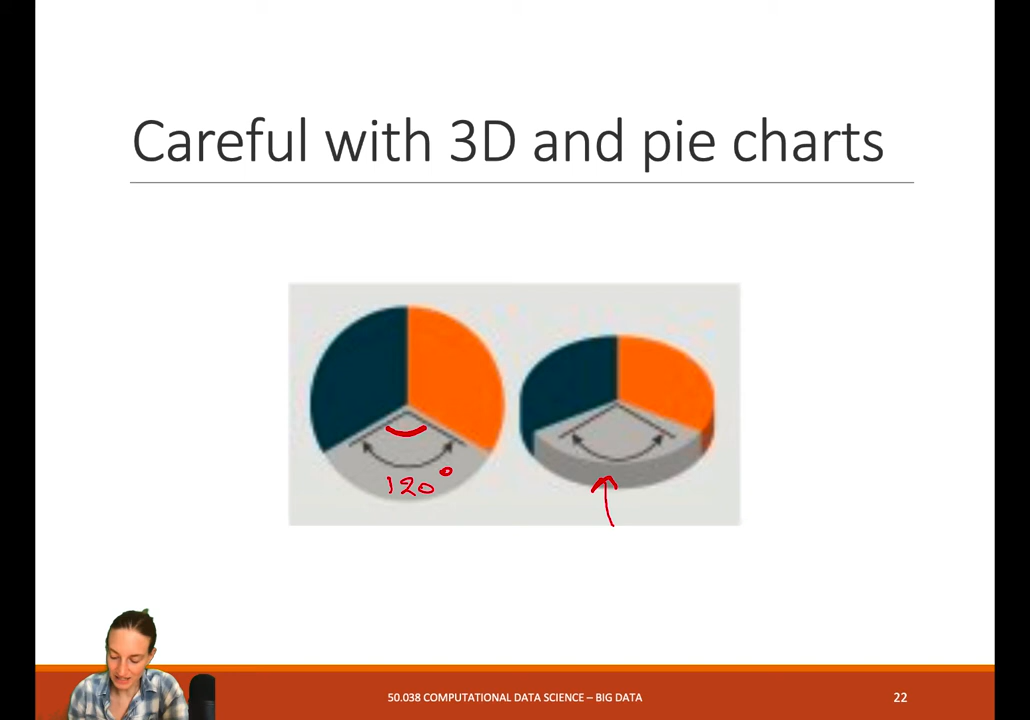 Careful with 3D and pie charts
120°
50.038 COMPUTATIONAL DATA SCIENCE – BIG DATA
22